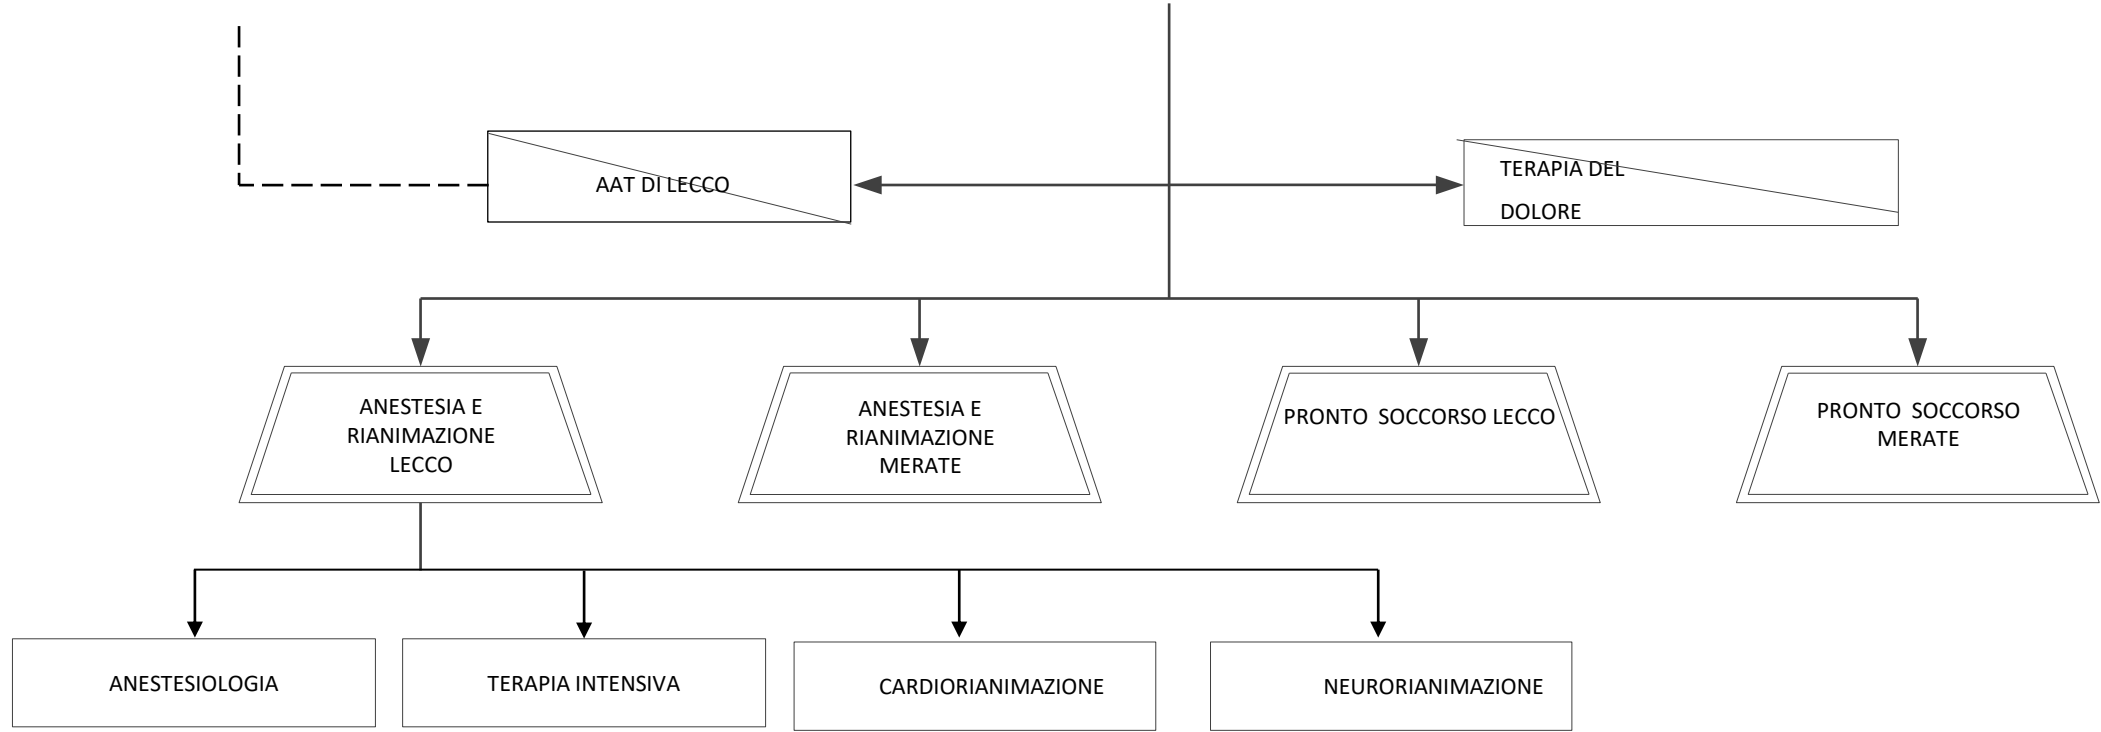 AAT DI LECCO
TERAPIA DEL
DOLORE
ANESTESIA E
RIANIMAZIONE
LECCO
ANESTESIA E
RIANIMAZIONE
MERATE
PRONTO  SOCCORSO LECCO
PRONTO  SOCCORSO
MERATE
ANESTESIOLOGIA
TERAPIA INTENSIVA
CARDIORIANIMAZIONE
NEURORIANIMAZIONE